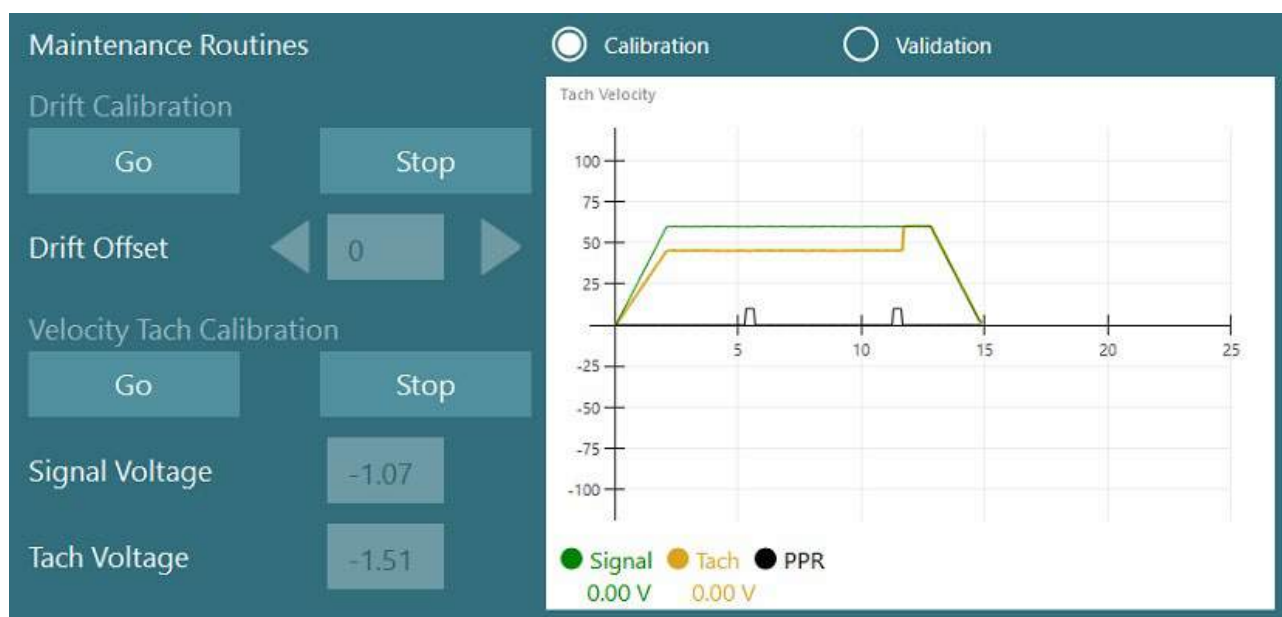 Maintenance Routines
Drift Calibration
Go Stop
Drift Offset 0
Velocity Tach Calibration
Go Stop
Signal Voltage -1.07
Tach Voltage -1.51
Calibration Validation
Tach Velocity
100
75
50
25
5 10 15 20 25
-25
-50
-75
-100
Signal Tach PPR
0.00 V 0.00 V